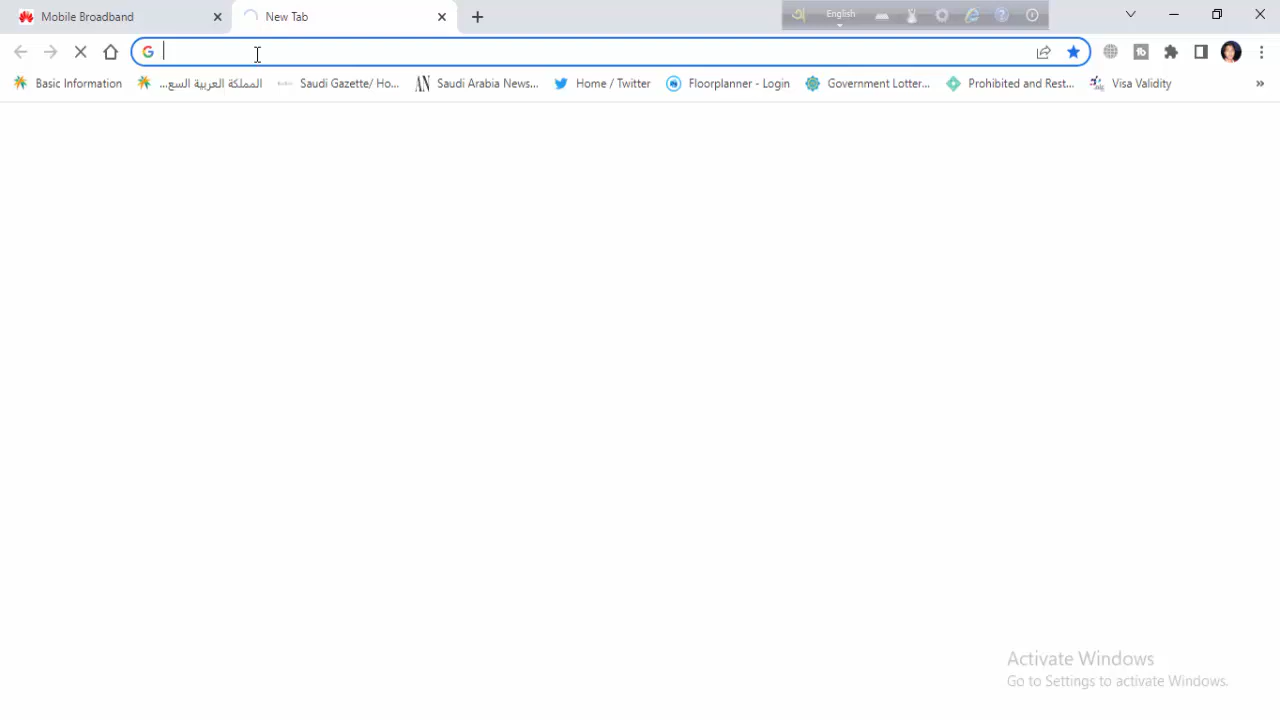 Mobile Broadband
New Tab
English
Basic Information
المملكة العربية السع...
Saudi Gazette/ Ho...
Saudi Arabia News...
Home / Twitter
Floorplanner - Login
Government Lotter...
Prohibited and Rest...
Visa Validity
Activate Windows
Go to Settings to activate Windows.